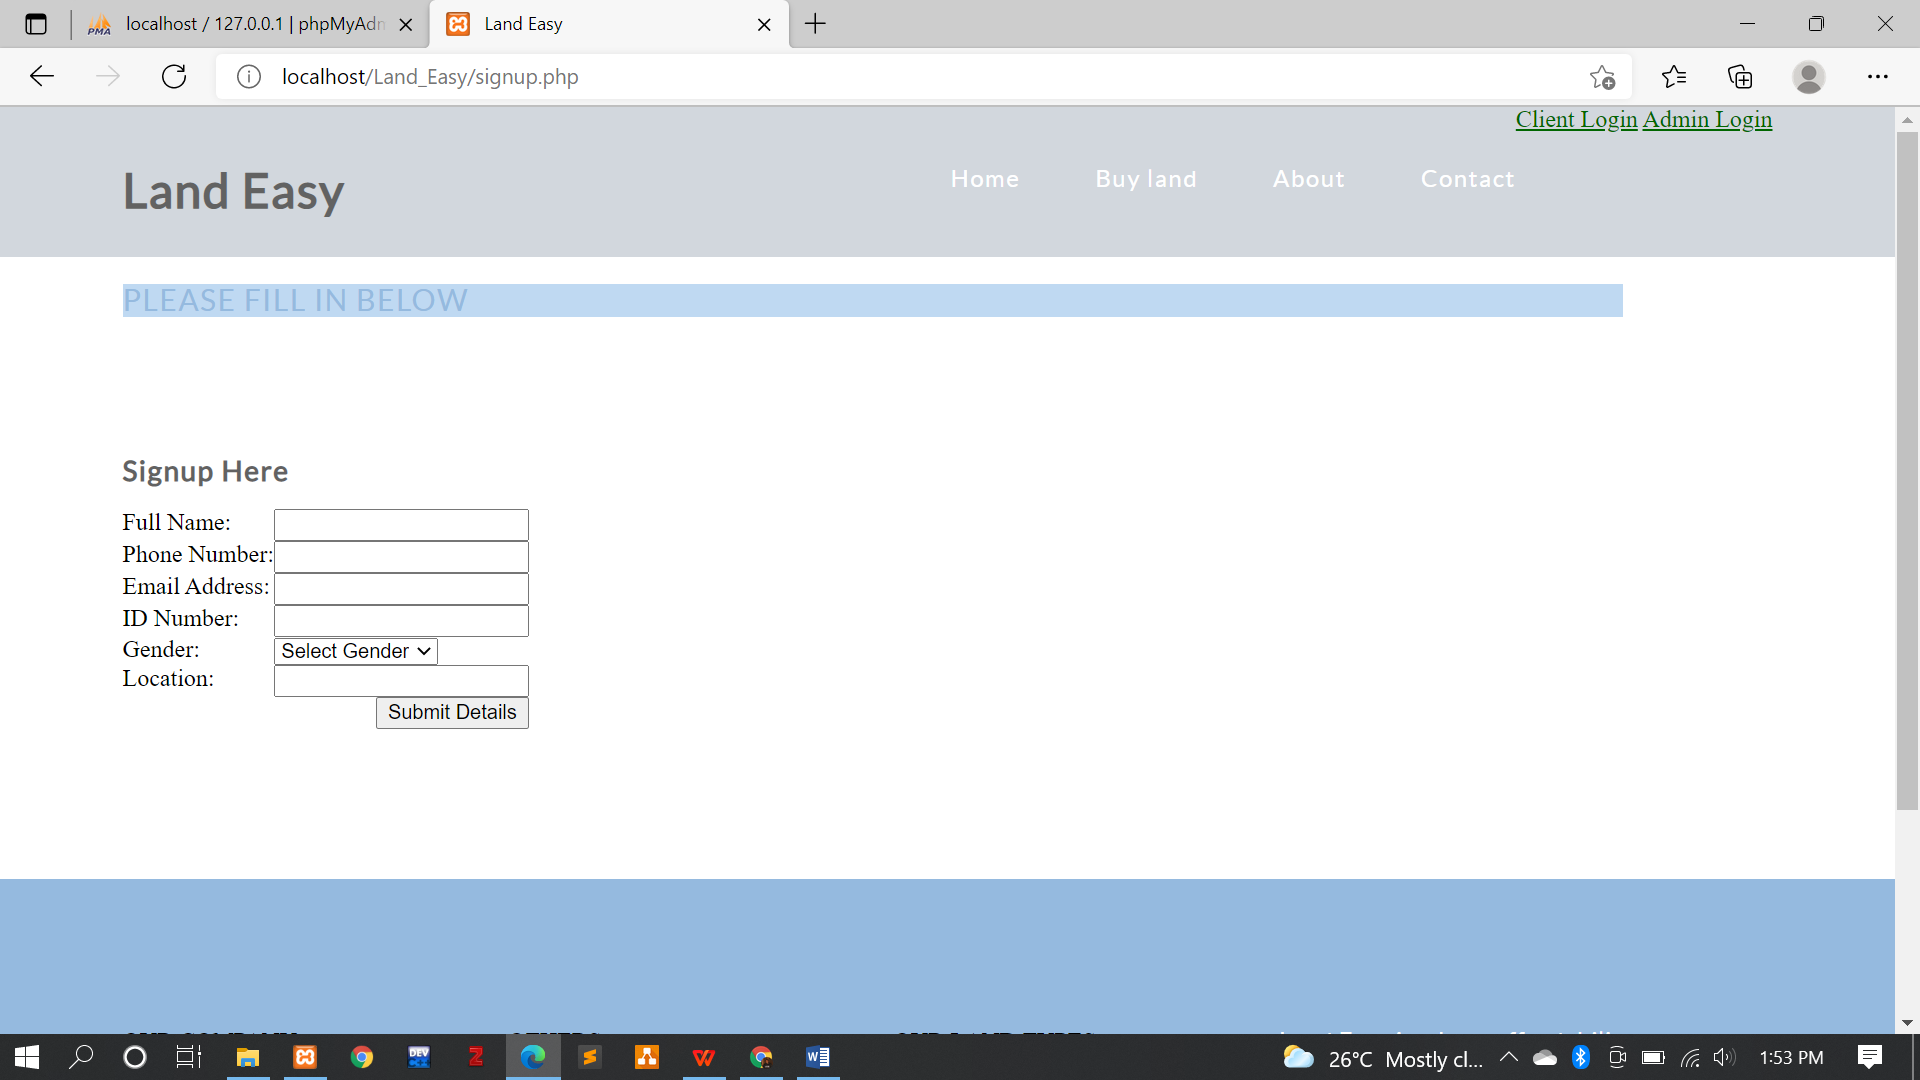 localhost / 127.0.0.1 | phpMyAdm
Land Easy
localhost/Land_Easy/signup.php
Client Login Admin Login
Land Easy
Home Buy land About Contact
PLEASE FILL IN BELOW
Signup Here
Full Name:
Phone Number:
Email Address:
ID Number:
Gender: Select Gender
Location:
Submit Details
26°C Mostly cl... 1:53 PM